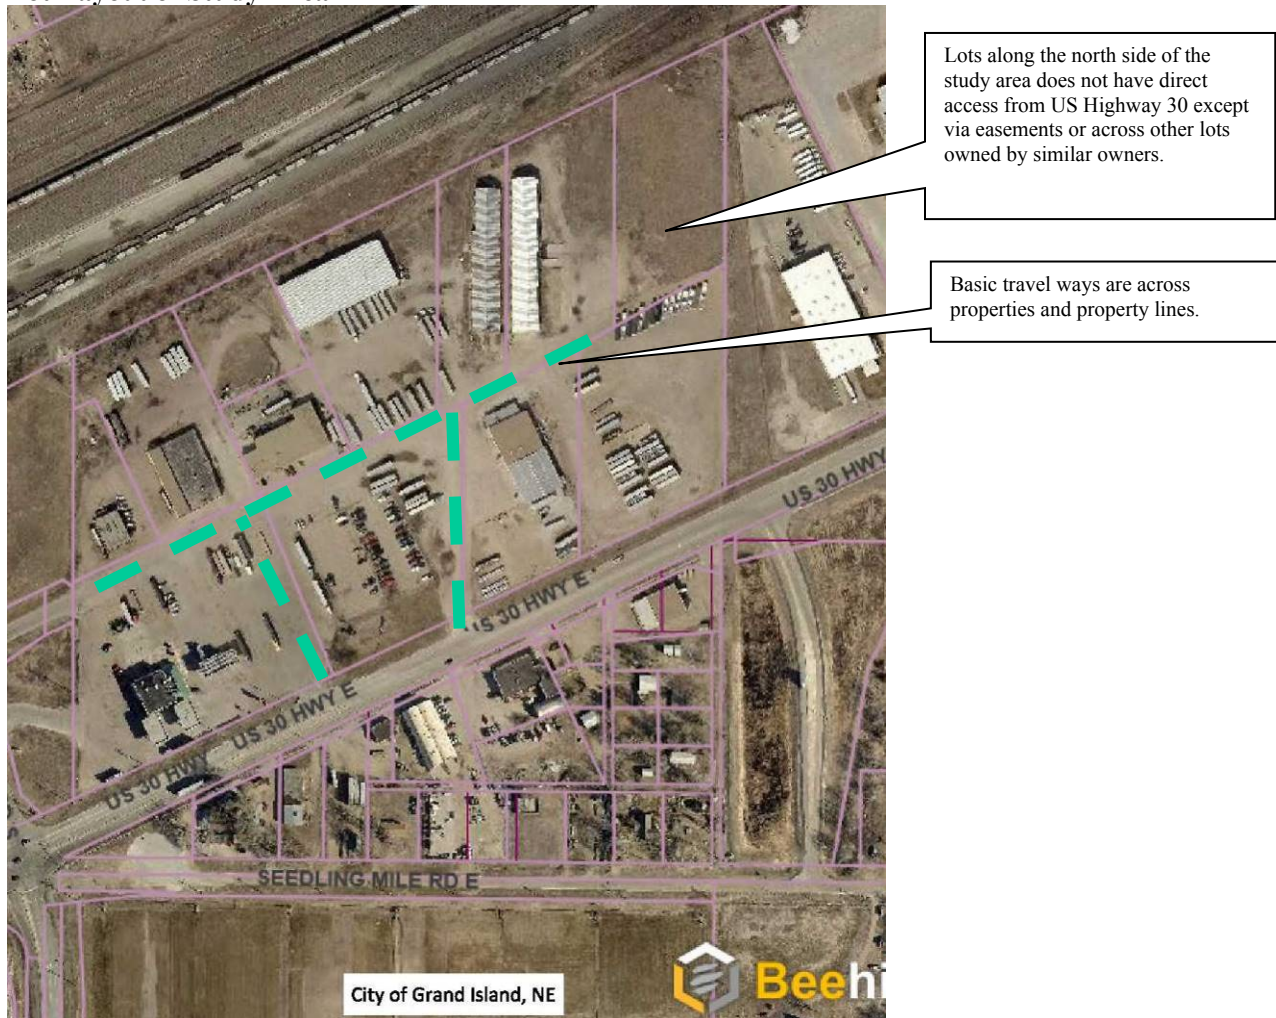 Lots along the north side of the
study area does not have direct
access from US Highway 30 except
via easements or across other lots
owned by similar owners.
Basic travel ways are across
properties and property lines.
US 30 HWY
US 30 HWY E
US 30 HWY E
US 30 HWY
SEEDLING MILE RD E
City of Grand Island, NE
Beehi